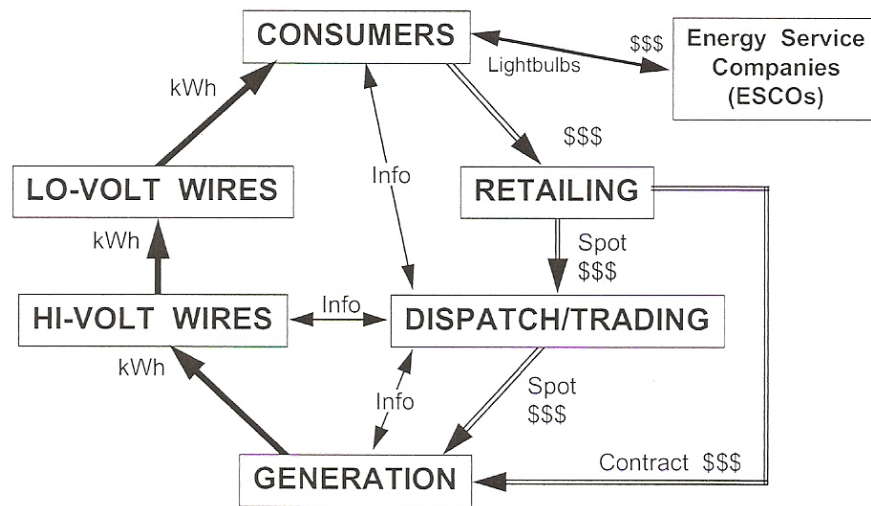 CONSUMERS
$$$
Lightbulbs
Energy Service
Companies
(ESCOs)
kWh
$$$
Info
LO-VOLT WIRES
RETAILING
kWh
Spot
$$$
Info
HI-VOLT WIRES
DISPATCH/TRADING
kWh
Info
Spot
$$$
Contract $$$
GENERATION